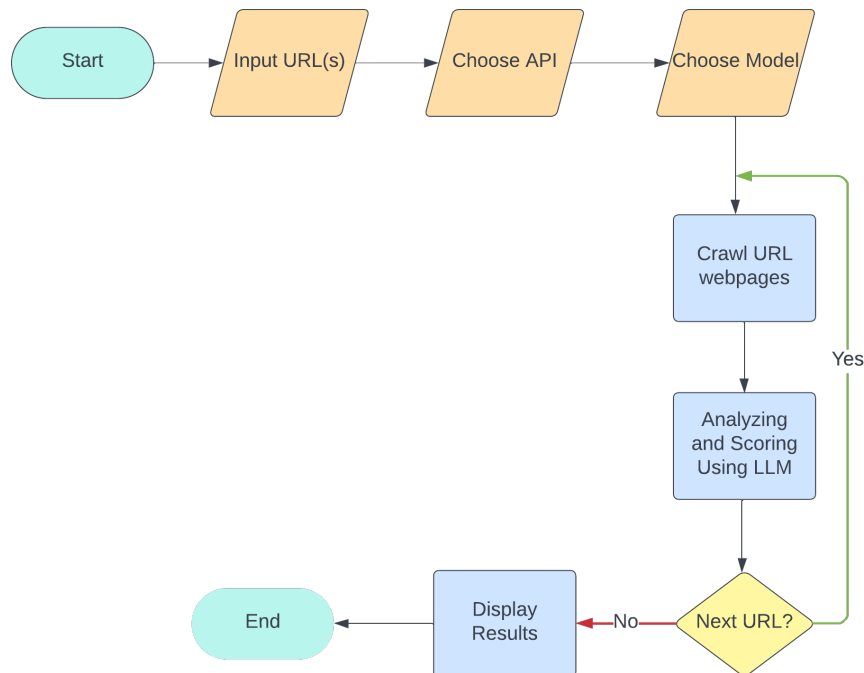 Start
Input URL(s)
Choose API
Choose Model
Crawl URL
webpages
Yes
Analyzing
and Scoring
Using LLM
Next URL?
No
Display
Results
End